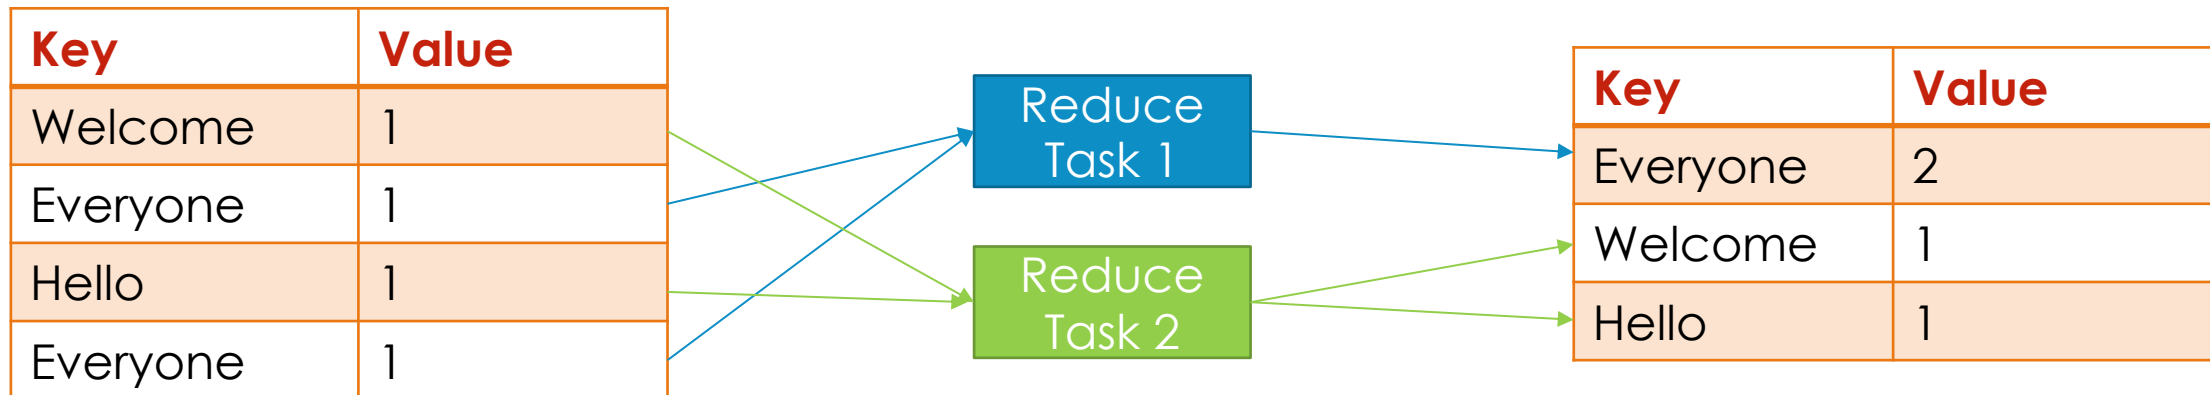 Key Value
Welcome 1
Everyone 1
Hello 1
Everyone 1
Reduce
Task 1
Reduce
Task 2
Key Value
Everyone 2
Welcome 1
Hello 1